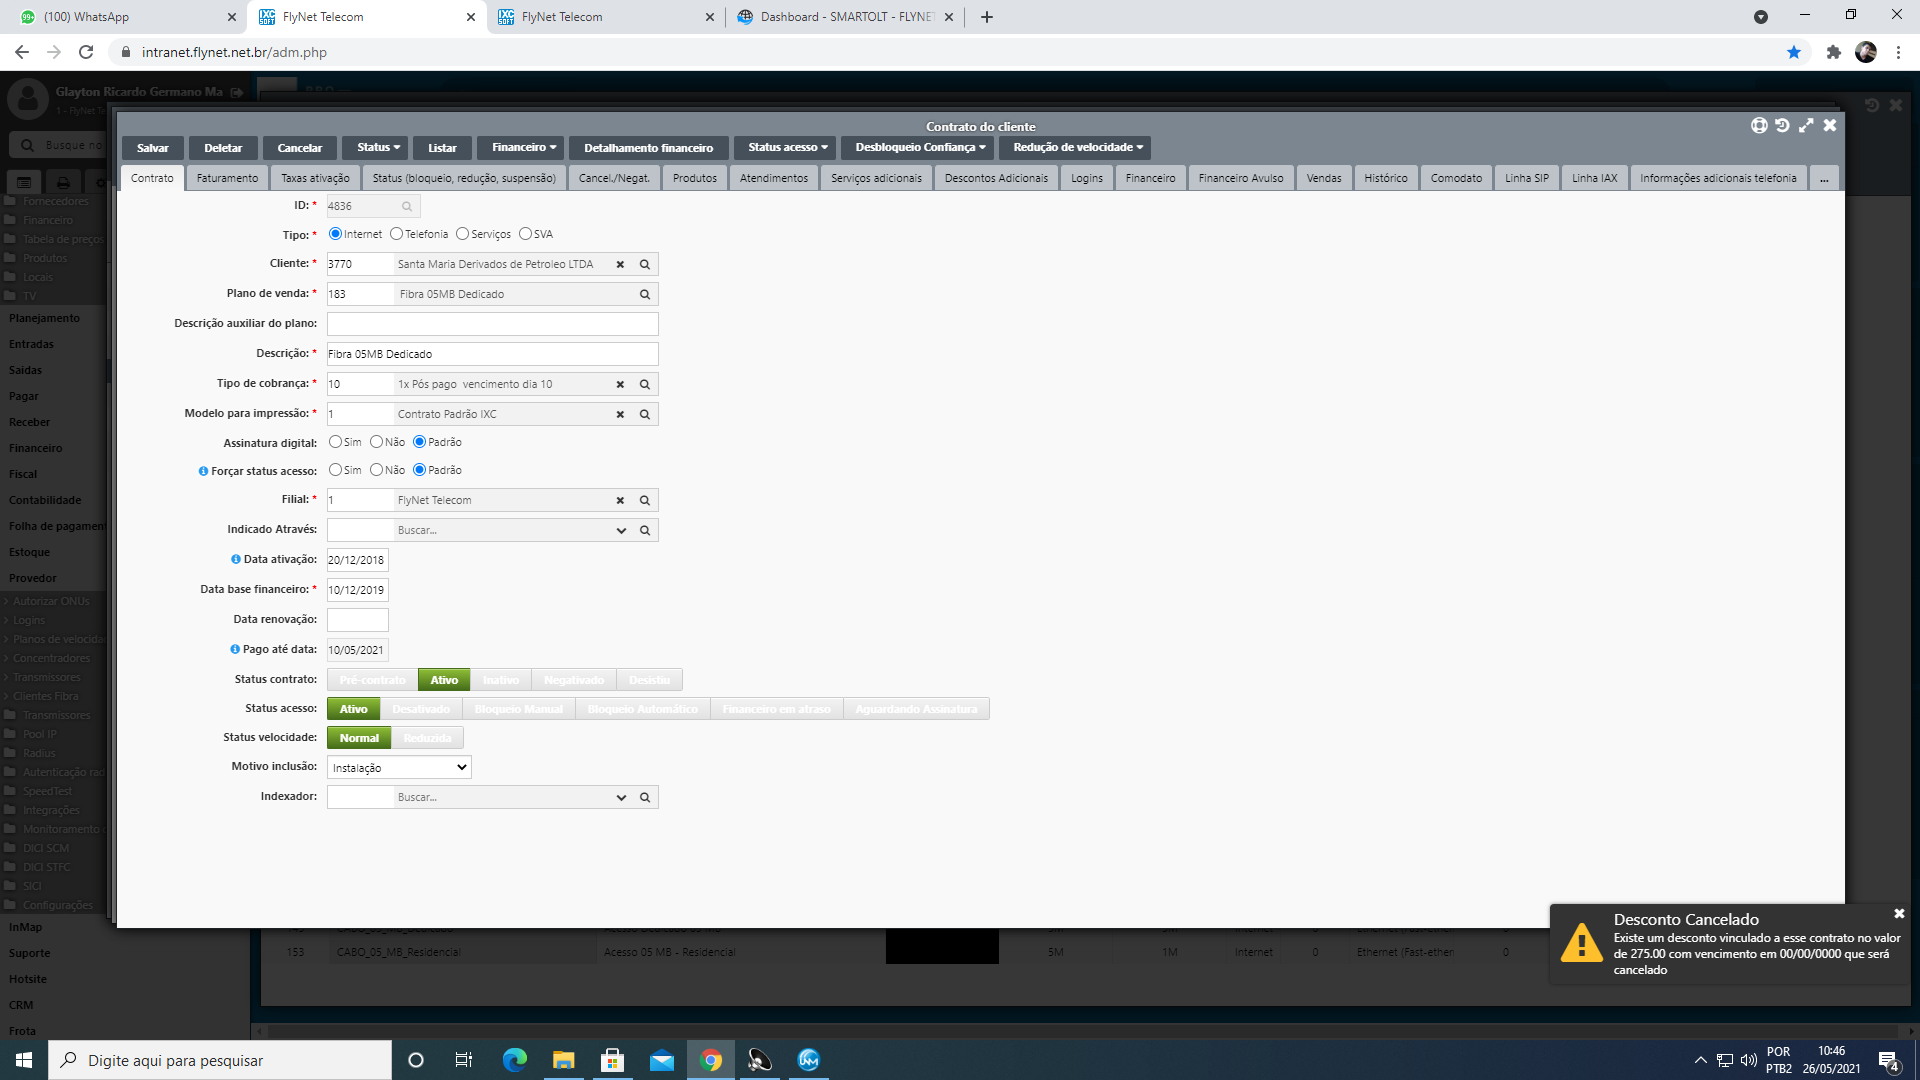 (100) WhatsApp
FlyNet Telecom
FlyNet Telecom
Dashboard - SMARTOLT - FLYNET
intranet.flynet.net.br/adm.php
Glayton Ricardo Germano Ma
1 - FlyNet Te
Busque no
Contrato do cliente
Salvar Deletar Cancelar Status Listar Financeiro Detalhamento financeiro Status acesso Desbloqueio Confiança Redução de velocidade
Contrato Faturamento Taxas ativação Status (bloqueio, redução, suspensão) Cancel./Negat. Produtos Atendimentos Serviços adicionais Descontos Adicionais Logins Financeiro Financeiro Avulso Vendas Histórico Comodato Linha SIP Linha IAX Informações adicionais telefonia ...
Fornecedores
Financeiro
Tabela de preços
Produtos
Locais
TV
Planejamento
Entradas
Saídas
Pagar
Receber
Financeiro
Fiscal
Contabilidade
Folha de pagamen
Estoque
Provedor
Autorizar ONUs
Logins
Planos de velocida
Concentradores
Transmissores
Clientes Fibra
Transmissores
Pool IP
Radius
Autenticação rad
SpeedTest
Integrações
Monitoramento
DICI SCM
DICI STFC
SICI
Configurações
InMap
Suporte
Hotsite
CRM
Frota
ID: * 4836
Tipo: * Internet Telefonia Serviços SVA
Cliente: * 3770 Santa Maria Derivados de Petroleo LTDA
Plano de venda: * 183 Fibra 05MB Dedicado
Descrição auxiliar do plano:
Descrição: * Fibra 05MB Dedicado
Tipo de cobrança: * 10 1x Pós pago vencimento dia 10
Modelo para impressão: * 1 Contrato Padrão IXC
Assinatura digital: Sim Não Padrão
Forçar status acesso: Sim Não Padrão
Filial: * 1 FlyNet Telecom
Indicado Através: Buscar...
Data ativação: 20/12/2018
Data base financeiro: * 10/12/2019
Data renovação:
Pago até data: 10/05/2021
Status contrato: Pré-contrato Ativo Inativo Negativado Desistiu
Status acesso: Ativo Desativado Bloqueio Manual Bloqueio Automático Financeiro em atraso Aguardando Assinatura
Status velocidade: Normal Reduzida
Motivo inclusão: Instalação
Indexador: Buscar...
153 CABO_05_MB_Residencial Acesso 05 MB - Residencial 5M 1M Internet 0 Ethernet (Fast-ether 0
Desconto Cancelado
Existe um desconto vinculado a esse contrato no valor
de 275.00 com vencimento em 00/00/0000 que será
cancelado
Digite aqui para pesquisar
POR
PTB2
10:46
26/05/2021
4